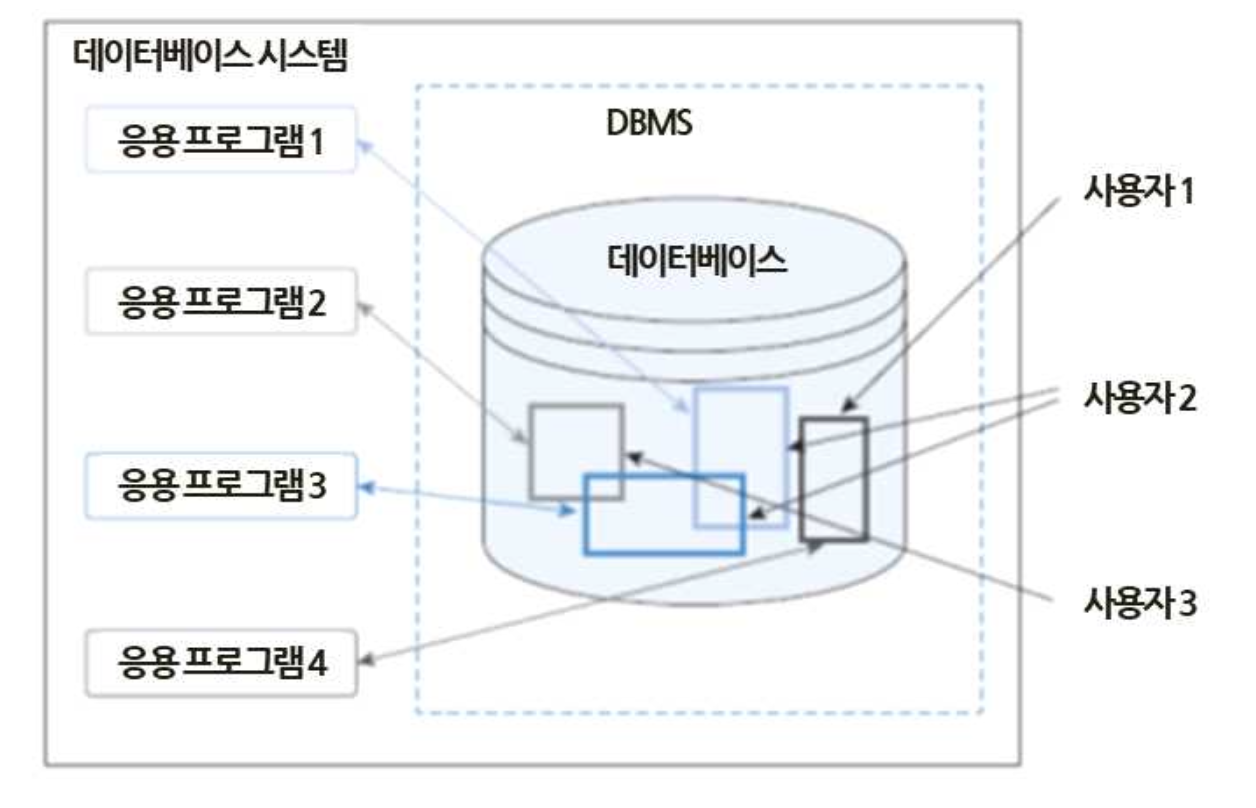 데이터베이스 시스템
응용 프로그램 1
응용 프로그램 2
응용 프로그램 3
응용 프로그램 4
DBMS
데이터베이스
사용자 1
사용자 2
사용자 3